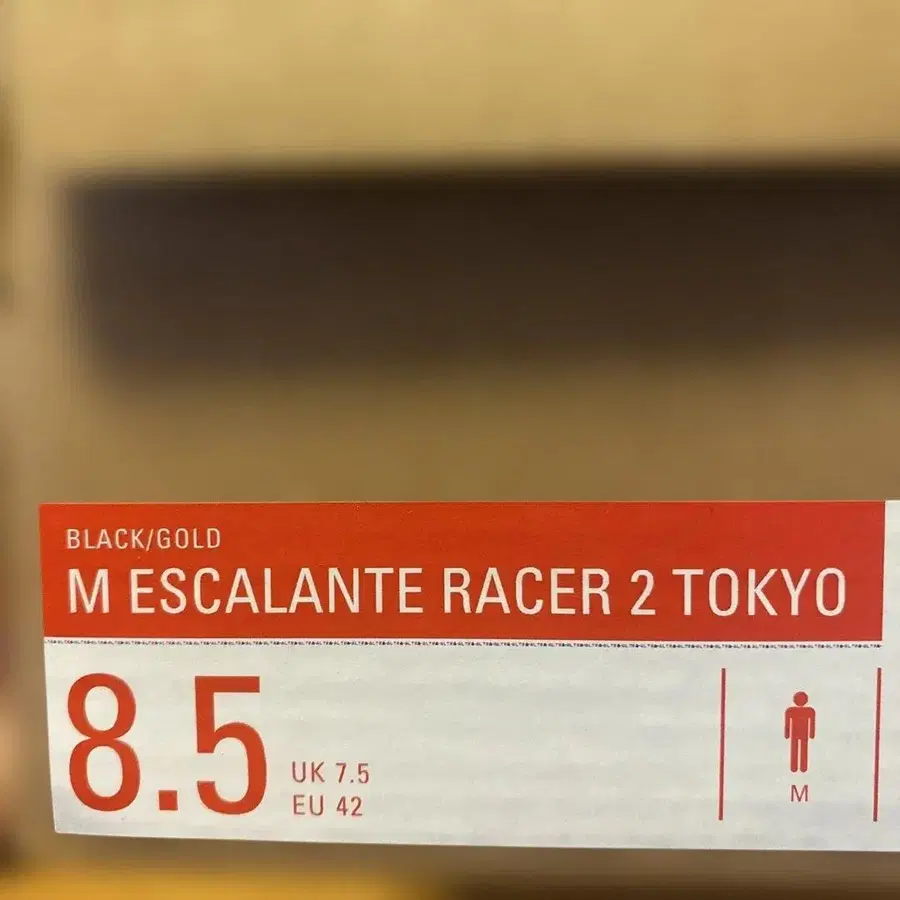 BLACK/GOLD
M ESCALANTE RACER 2 TOKYO
8.5
UK 7.5
EU 42
M